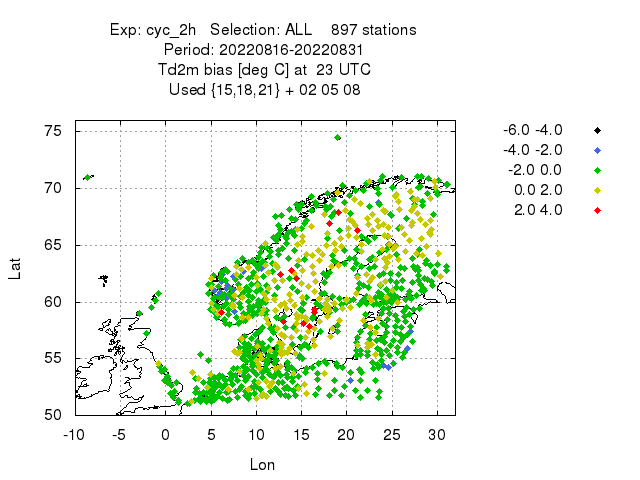 Exp: cyc_2h   Selection: ALL    897 stations
Period: 20220816-20220831
Td2m bias [deg C] at  23 UTC
Used {15,18,21} + 02 05 08
-6.0 -4.0
-4.0 -2.0
-2.0 0.0
0.0 2.0
2.0 4.0
75
70
65
60
55
50
Lat
-10 -5 0 5 10 15 20 25 30
Lon